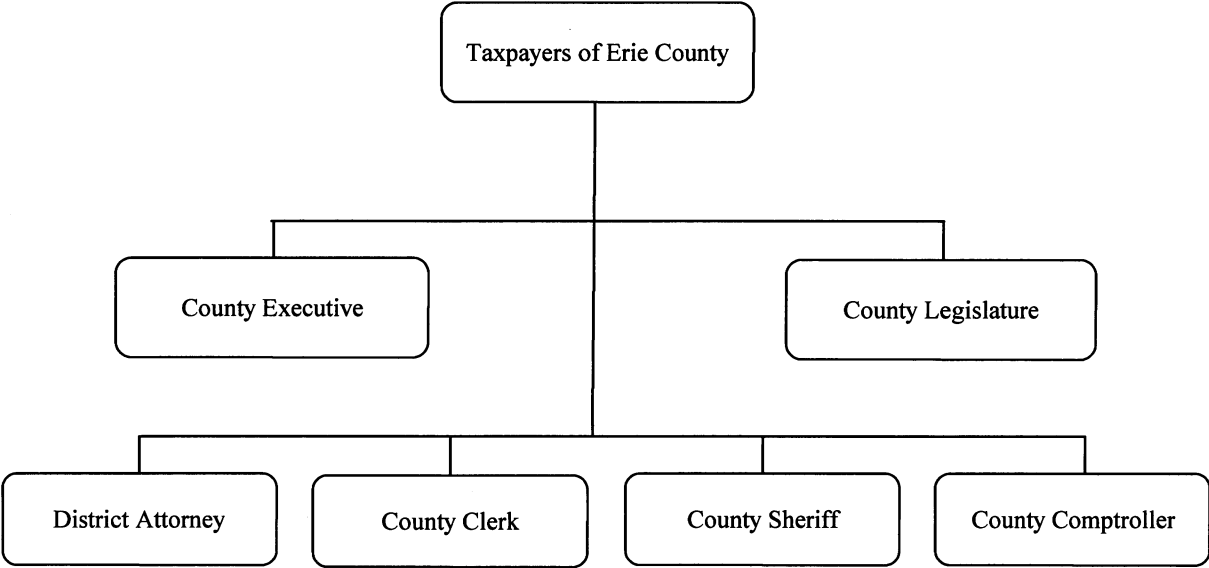 Taxpayers of Erie County
County Executive
County Legislature
District Attorney
County Clerk
County Sheriff
County Comptroller